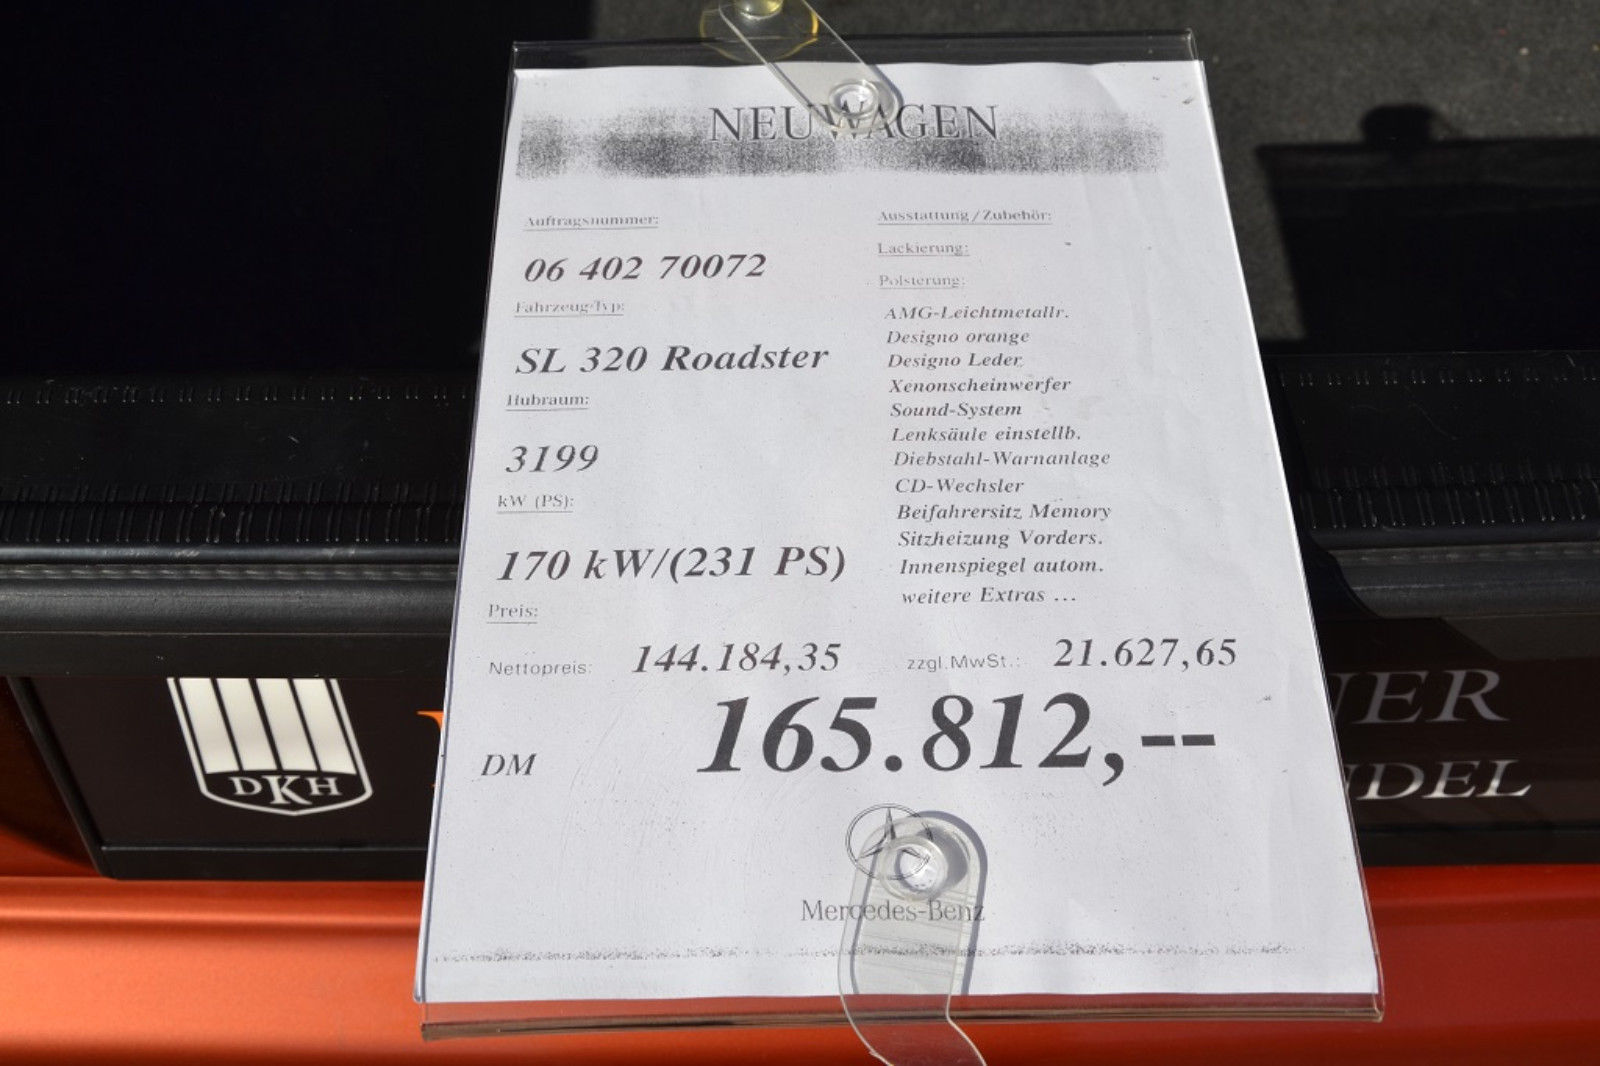 NEUWAGEN
Auftragsnummer:
06 402 70072
Fahrzeug-Typ:
SL 320 Roadster
Hubraum:
3199
kW (PS):
170 kW/(231 PS)
Preis:
Ausstattung/Zubehör:
Lackierung:
Polsterung:
AMG-Leichtmetallr.
Designo orange
Designo Leder
Xenonscheinwerfer
Sound-System
Lenksäule einstellb.
Diebstahl-Warnanlage
CD-Wechsler
Beifahrersitz Memory
Sitzheizung Vorders.
Innenspiegel autom.
weitere Extras ...
Nettopreis: 144.184,35 zzgl.MwSt.: 21.627,65
DM 165.812,--
Mercedes-Benz
DKH